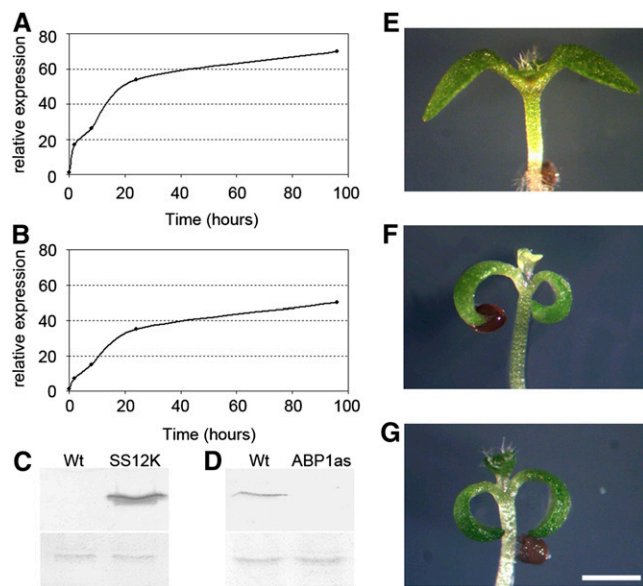 A
80
60
40
20
0
relative expression
0 20 40 60 80 100
Time (hours)
B
80
60
40
20
0
relative expression
0 20 40 60 80 100
Time (hours)
C Wt SS12K
D Wt ABP1as
E
F
G